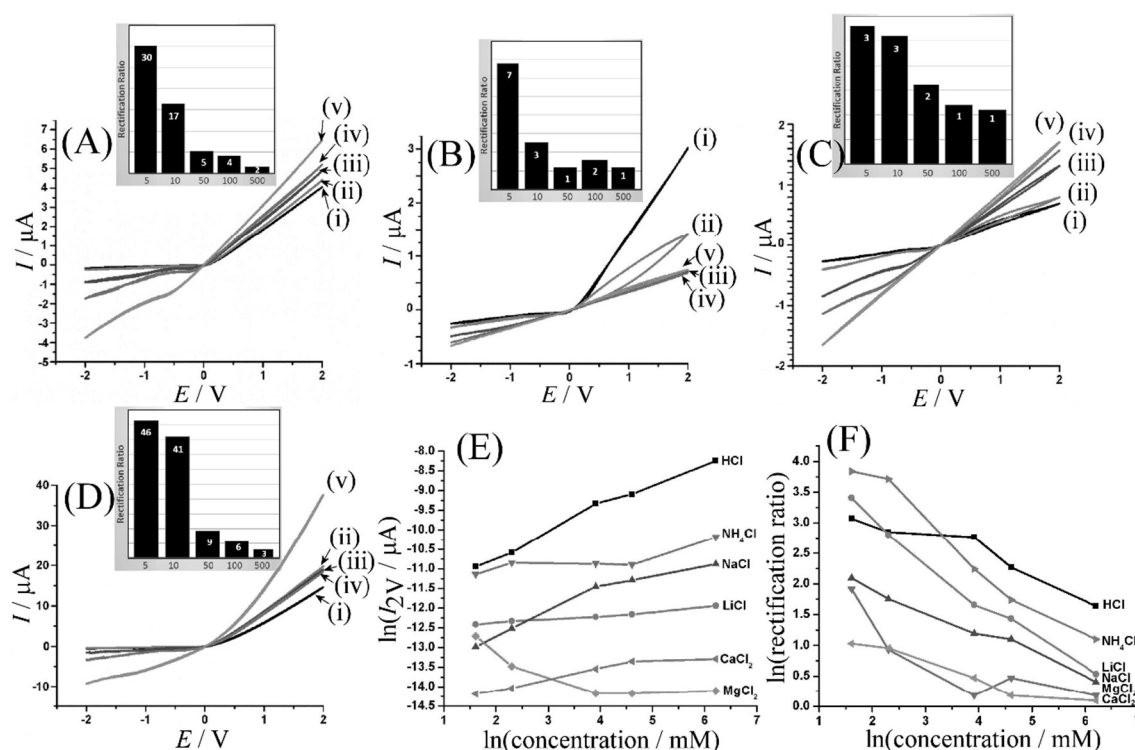 (A)
Rectification Ratio
30
17
5
4
2
5 10 50 100 500
I / μA
7
6
5
4
3
2
1
0
-1
-2
-3
-4
-5
-2 -1 0 1 2
E / V
(v)
(iv)
(iii)
(ii)
(i)
(B)
Rectification Ratio
7
3
1
2
1
5 10 50 100 500
I / μA
3
2
1
0
-1
-2 -1 0 1 2
E / V
(i)
(ii)
(v)
(iii)
(iv)
(C)
Rectification Ratio
3
3
2
1
1
5 10 50 100 500
I / μA
2
1
0
-1
-2
-2 -1 0 1 2
E / V
(v)
(iv)
(iii)
(ii)
(i)
(D)
Rectification Ratio
46
41
9
6
3
5 10 50 100 500
I / μA
40
30
20
10
0
-10
-2 -1 0 1 2
E / V
(v)
(ii)
(iii)
(iv)
(i)
(E)
ln(I2V / μA)
-8.0
-8.5
-9.0
-9.5
-10.0
-10.5
-11.0
-11.5
-12.0
-12.5
-13.0
-13.5
-14.0
-14.5
1 2 3 4 5 6 7
ln(concentration / mM)
HCl
NH4Cl
NaCl
LiCl
CaCl2
MgCl2
(F)
ln(rectification ratio)
4.0
3.5
3.0
2.5
2.0
1.5
1.0
0.5
0.0
1 2 3 4 5 6 7
ln(concentration / mM)
HCl
NH4Cl
LiCl
NaCl
MgCl2
CaCl2